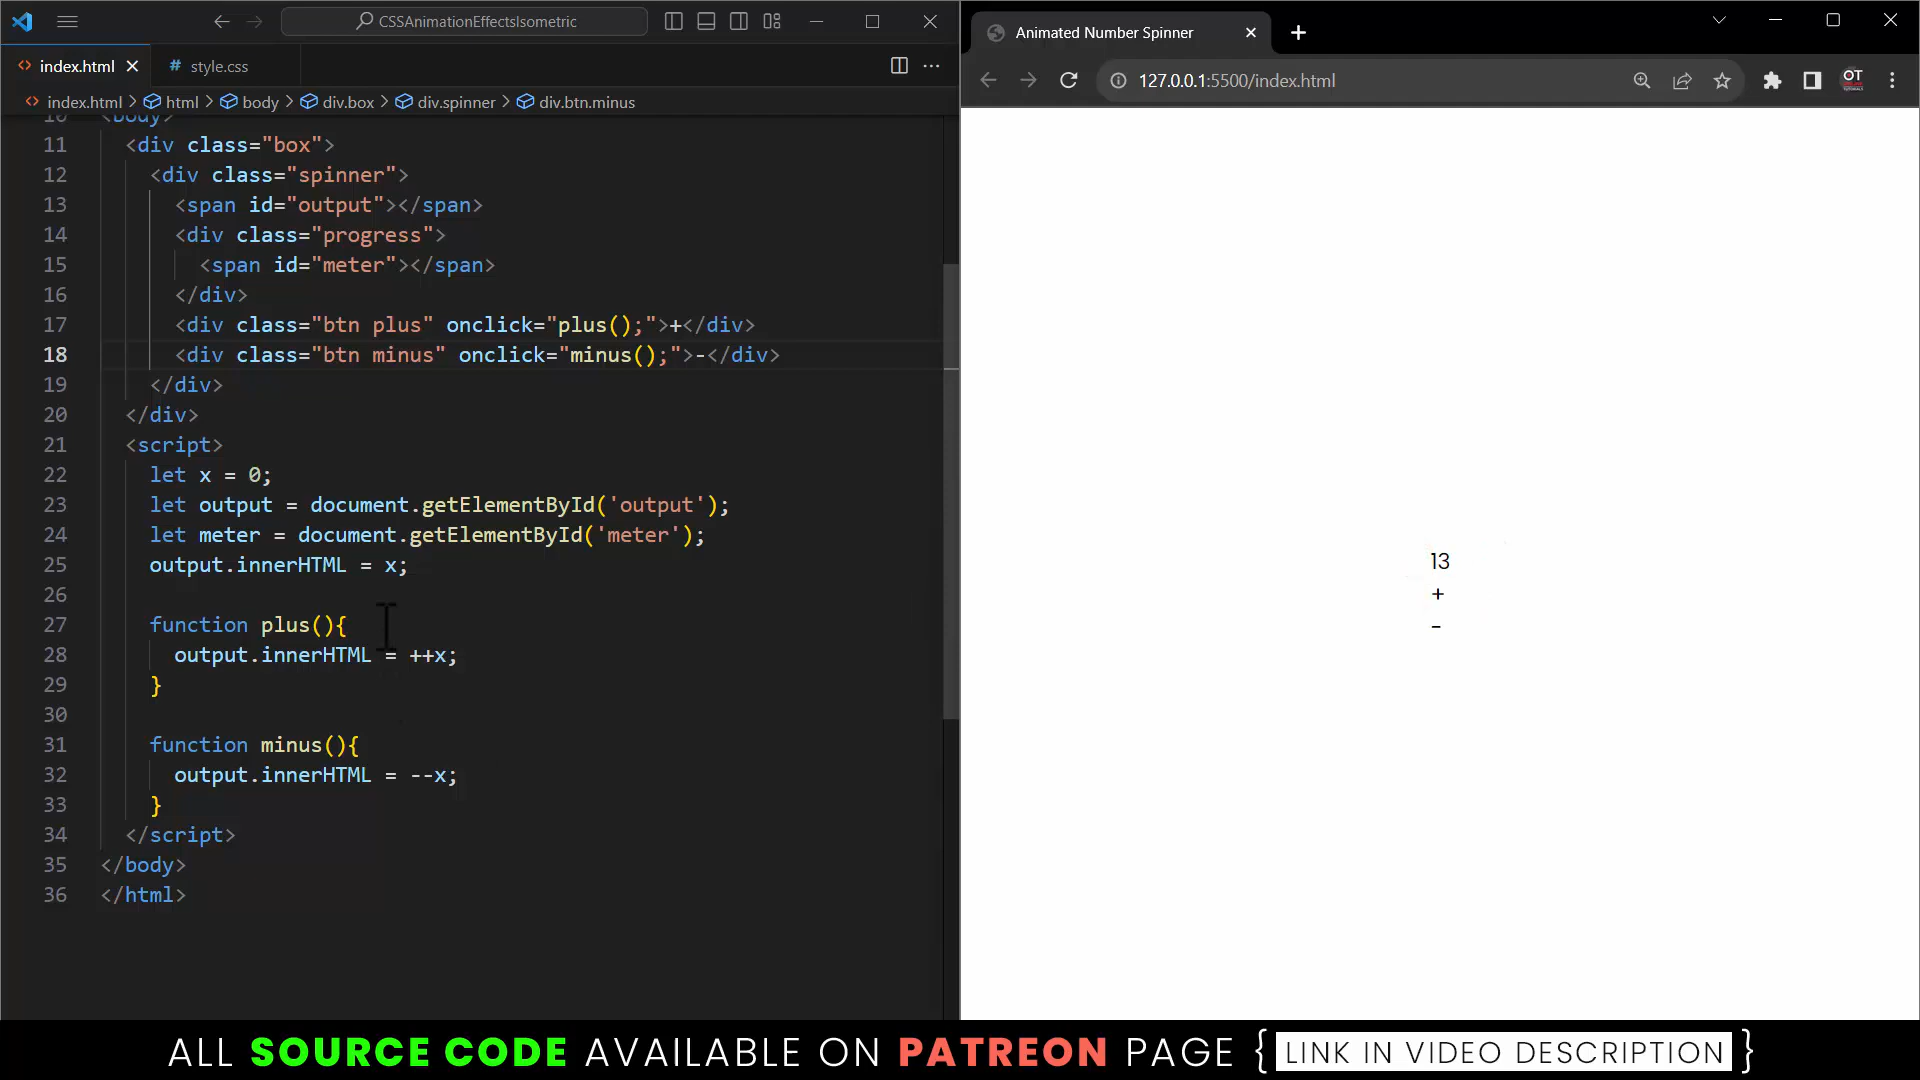 CSSAnimationEffectsIsometric
index.html
# style.css
index.html > html > body > div.box > div.spinner > div.btn.minus
10 <body>
11 <div class="box">
12 <div class="spinner">
13 <span id="output"></span>
14 <div class="progress">
15 <span id="meter"></span>
16 </div>
17 <div class="btn plus" onclick="plus();">+</div>
18 <div class="btn minus" onclick="minus();">-</div>
19 </div>
20 </div>
21 <script>
22 let x = 0;
23 let output = document.getElementById('output');
24 let meter = document.getElementById('meter');
25 output.innerHTML = x;
26
27 function plus(){
28 output.innerHTML = ++x;
29 }
30
31 function minus(){
32 output.innerHTML = --x;
33 }
34 </script>
35 </body>
36 </html>
Animated Number Spinner
127.0.0.1:5500/index.html
OT
13
+
-
ALL SOURCE CODE AVAILABLE ON PATREON PAGE { LINK IN VIDEO DESCRIPTION }